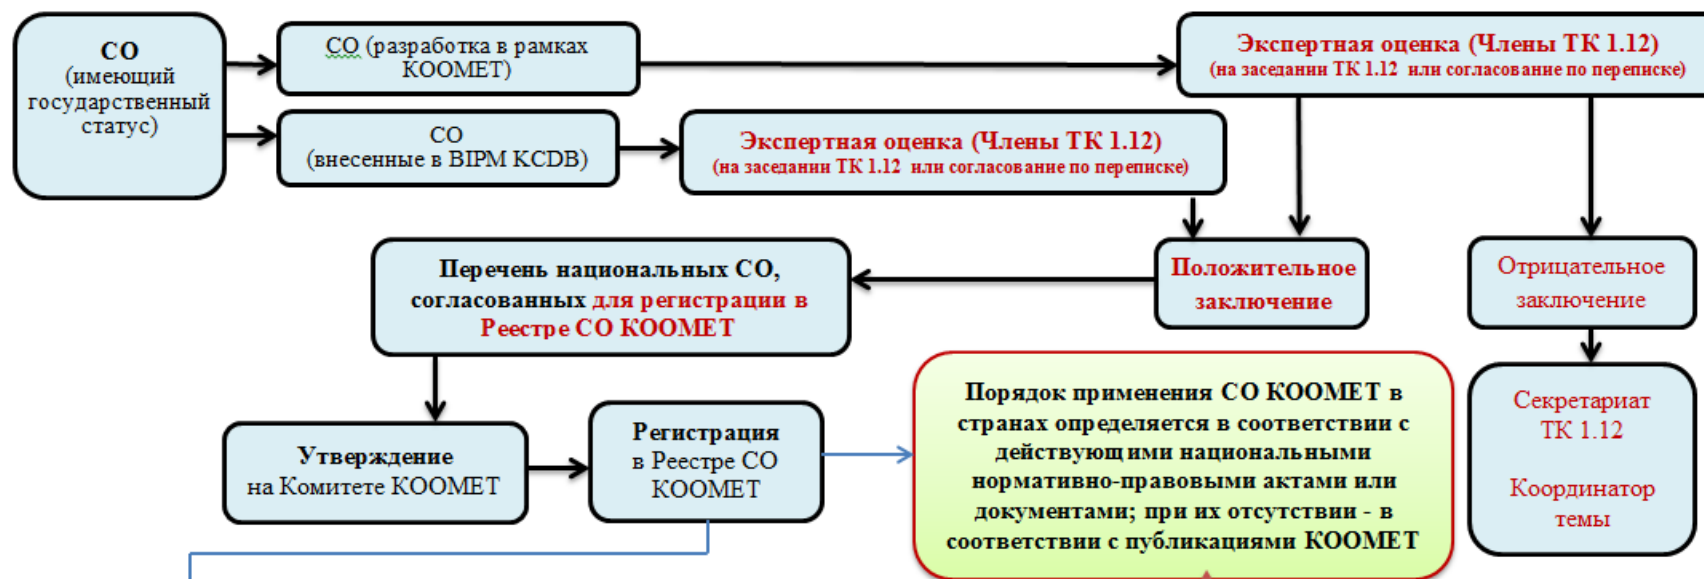 СО
(имеющий
государственный
статус)
СО (разработка в рамках
КООМЕТ)
Экспертная оценка (Члены ТК 1.12)
(на заседании ТК 1.12 или согласование по переписке)
СО
(внесенные в BIPM KCDB)
Экспертная оценка (Члены ТК 1.12)
(на заседании ТК 1.12 или согласование по переписке)
Перечень национальных СО,
согласованных для регистрации в
Реестре СО КООМЕТ
Положительное
заключение
Отрицательное
заключение
Утверждение
на Комитете КООМЕТ
Регистрация
в Реестре СО
КООМЕТ
Порядок применения СО КООМЕТ в
странах определяется в соответствии с
действующими национальными
нормативно-правовыми актами или
документами; при их отсутствии - в
соответствии с публикациями КООМЕТ
Секретариат
ТК 1.12
Координатор
темы